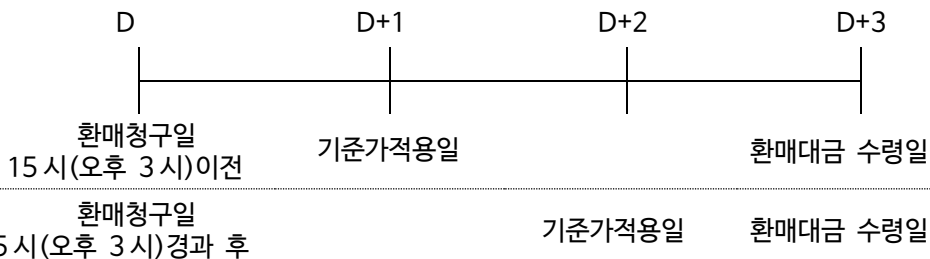 D D+1 D+2 D+3
환매청구일
15시(오후 3시)이전 기준가적용일 환매대금 수령일
환매청구일
5시(오후 3시)경과 후 기준가적용일 환매대금 수령일